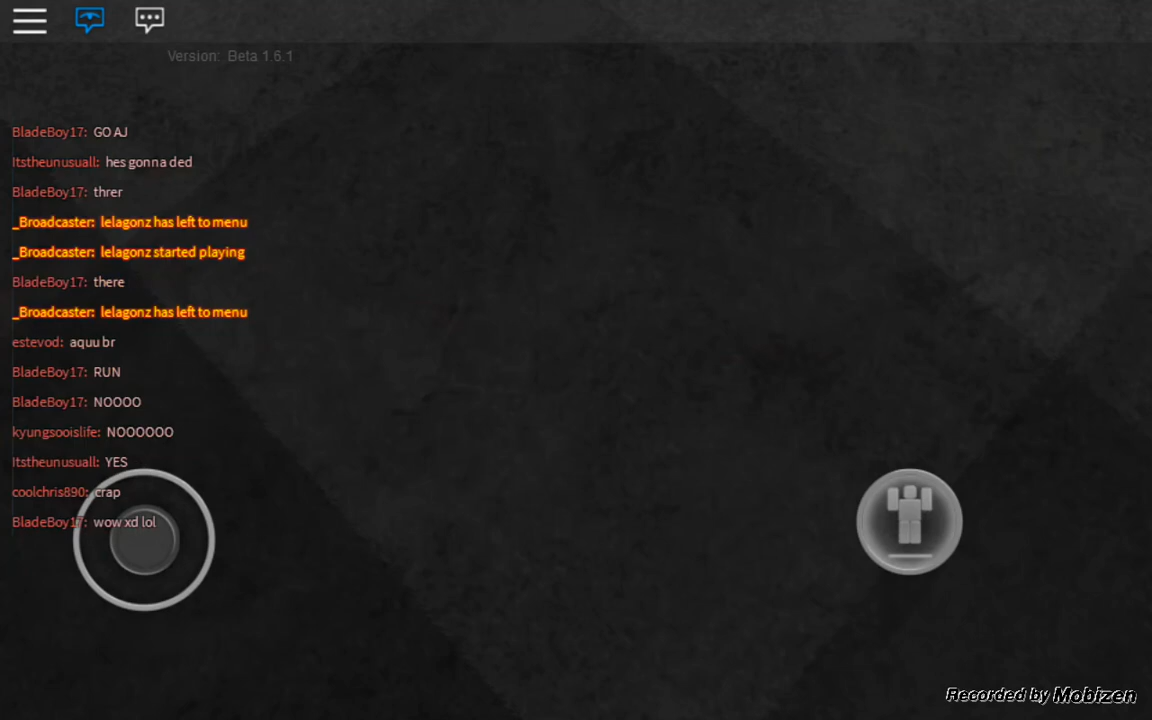 Version: Beta 1.6.1
BladeBoy17: GO AJ
Itstheunusuall: hes gonna ded
BladeBoy17: threr
_Broadcaster: lelagonz has left to menu
_Broadcaster: lelagonz started playing
BladeBoy17: there
_Broadcaster: lelagonz has left to menu
estevod: aquu br
BladeBoy17: RUN
BladeBoy17: NOOOO
kyungsooislife: NOOOOOO
Itstheunusuall: YES
coolchris890: crap
BladeBoy17: wow xd lol
Recorded by Mobizen